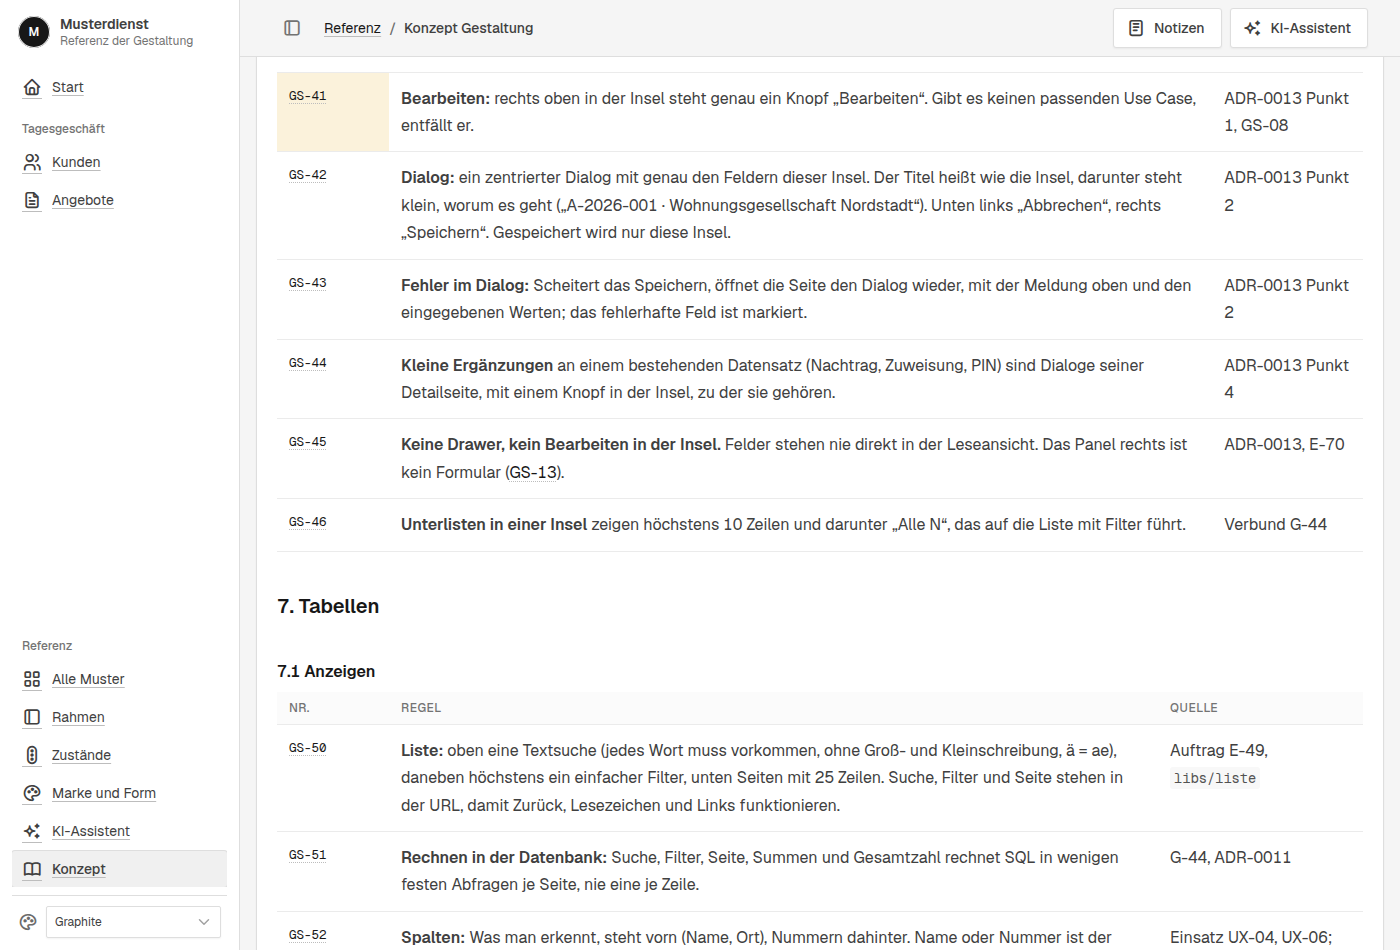 M
Musterdienst
Referenz der Gestaltung
Start
Tagesgeschäft
Kunden
Angebote
Referenz
Alle Muster
Rahmen
Zustände
Marke und Form
KI-Assistent
Konzept
Graphite
Referenz / Konzept Gestaltung
Notizen
KI-Assistent
GS-41
Bearbeiten: rechts oben in der Insel steht genau ein Knopf „Bearbeiten“. Gibt es keinen passenden Use Case,
entfällt er.
ADR-0013 Punkt
1, GS-08
GS-42
Dialog: ein zentrierter Dialog mit genau den Feldern dieser Insel. Der Titel heißt wie die Insel, darunter steht
klein, worum es geht („A-2026-001 · Wohnungsgesellschaft Nordstadt“). Unten links „Abbrechen“, rechts
„Speichern“. Gespeichert wird nur diese Insel.
ADR-0013 Punkt
2
GS-43
Fehler im Dialog: Scheitert das Speichern, öffnet die Seite den Dialog wieder, mit der Meldung oben und den
eingegebenen Werten; das fehlerhafte Feld ist markiert.
ADR-0013 Punkt
2
GS-44
Kleine Ergänzungen an einem bestehenden Datensatz (Nachtrag, Zuweisung, PIN) sind Dialoge seiner
Detailseite, mit einem Knopf in der Insel, zu der sie gehören.
ADR-0013 Punkt
4
GS-45
Keine Drawer, kein Bearbeiten in der Insel. Felder stehen nie direkt in der Leseansicht. Das Panel rechts ist
kein Formular (GS-13).
ADR-0013, E-70
GS-46
Unterlisten in einer Insel zeigen höchstens 10 Zeilen und darunter „Alle N“, das auf die Liste mit Filter führt.
Verbund G-44
7. Tabellen
7.1 Anzeigen
NR.
REGEL
QUELLE
GS-50
Liste: oben eine Textsuche (jedes Wort muss vorkommen, ohne Groß- und Kleinschreibung, ä = ae),
daneben höchstens ein einfacher Filter, unten Seiten mit 25 Zeilen. Suche, Filter und Seite stehen in
der URL, damit Zurück, Lesezeichen und Links funktionieren.
Auftrag E-49,
libs/liste
GS-51
Rechnen in der Datenbank: Suche, Filter, Seite, Summen und Gesamtzahl rechnet SQL in wenigen
festen Abfragen je Seite, nie eine je Zeile.
G-44, ADR-0011
GS-52
Spalten: Was man erkennt, steht vorn (Name, Ort), Nummern dahinter. Name oder Nummer ist der
Einsatz UX-04, UX-06;